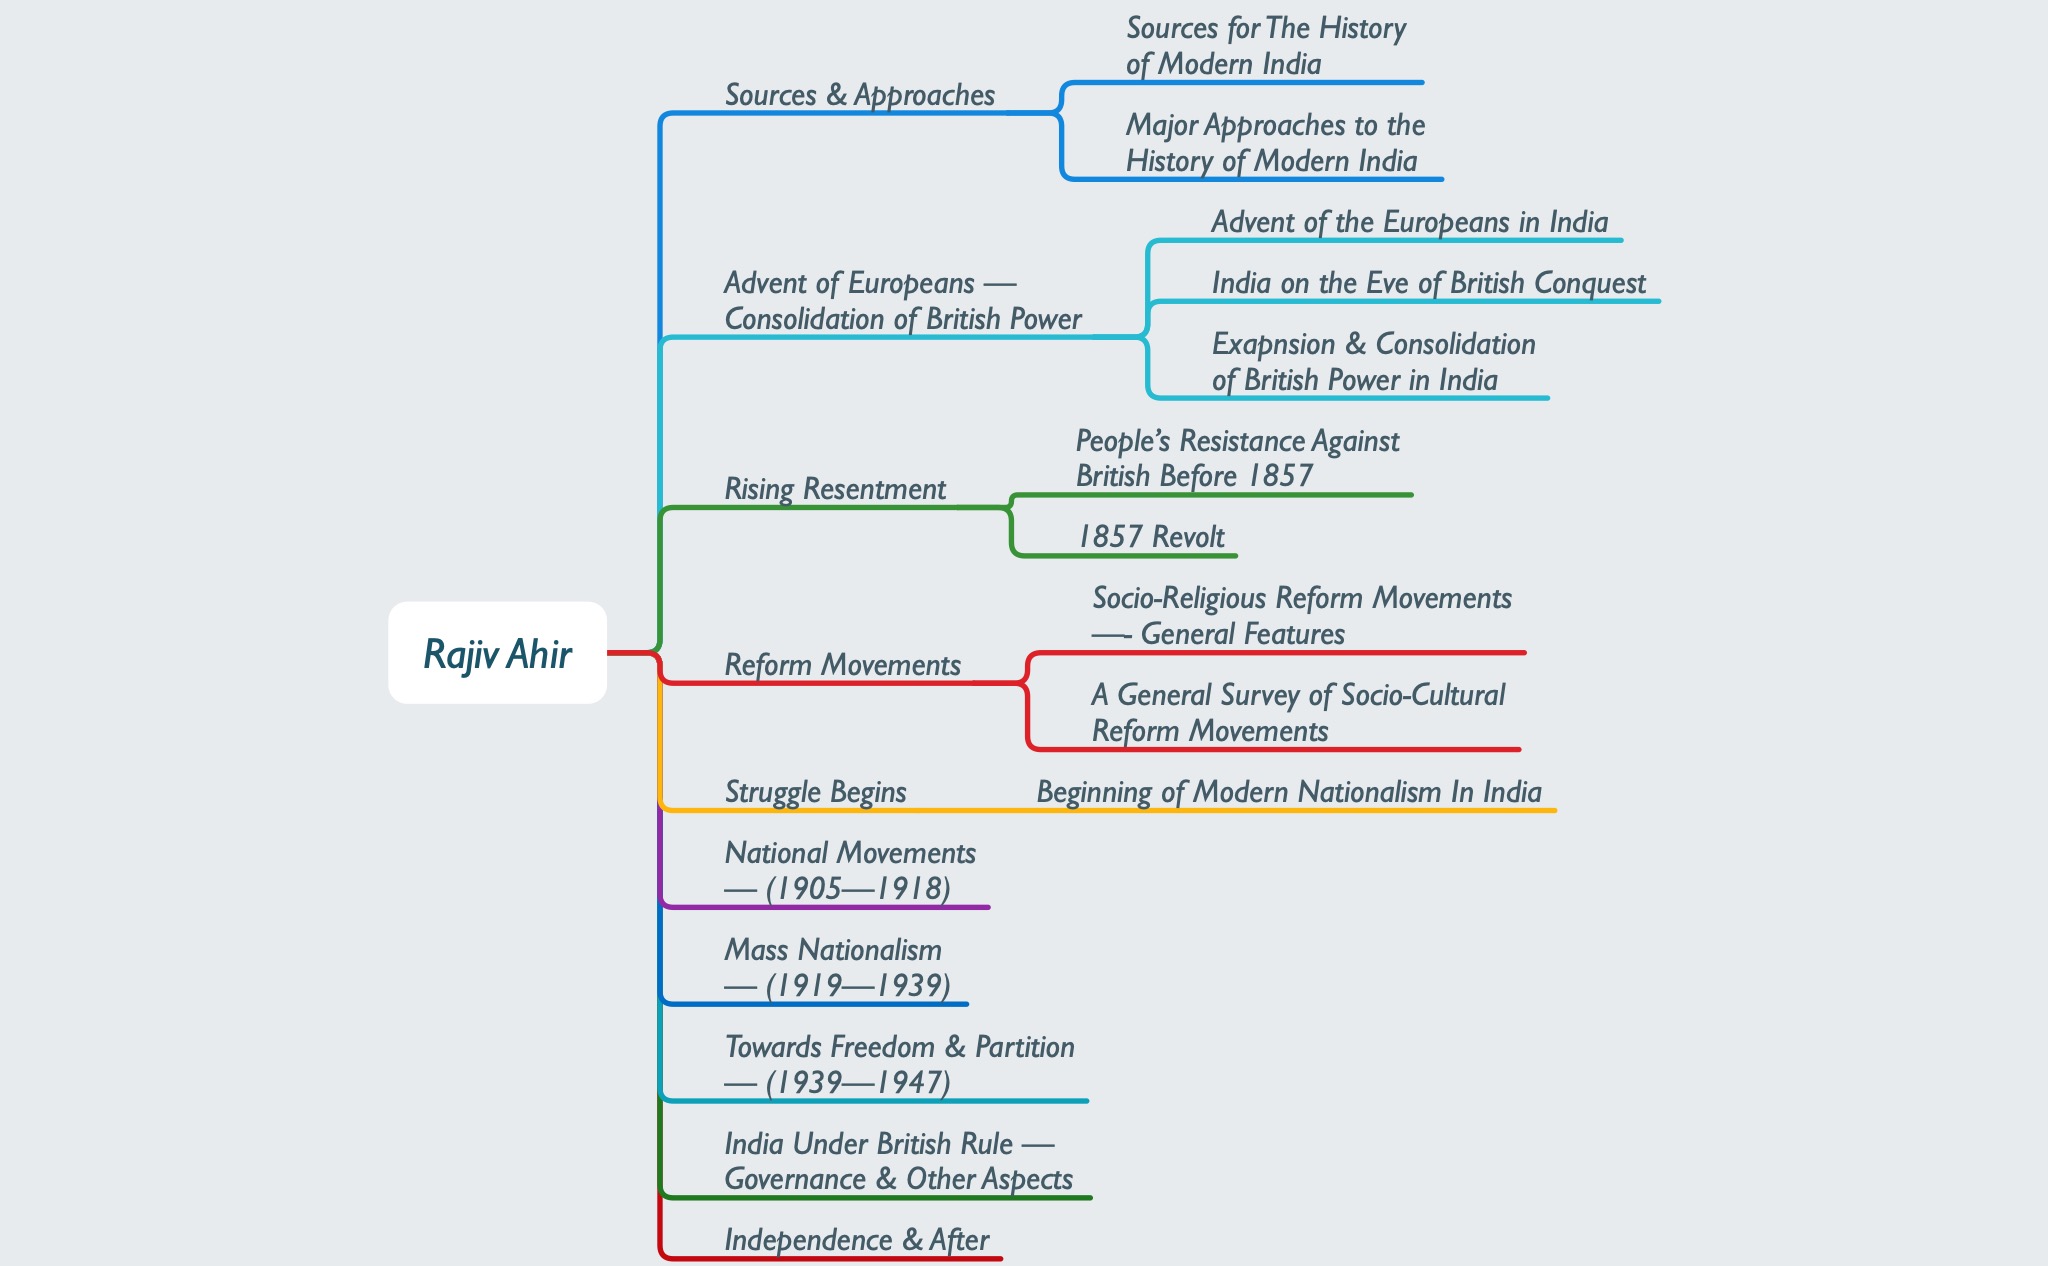 Rajiv Ahir
Sources & Approaches
Sources for The History
of Modern India
Major Approaches to the
History of Modern India
Advent of Europeans —
Consolidation of British Power
Advent of the Europeans in India
India on the Eve of British Conquest
Exapnsion & Consolidation
of British Power in India
Rising Resentment
People’s Resistance Against
British Before 1857
1857 Revolt
Reform Movements
Socio-Religious Reform Movements
—- General Features
A General Survey of Socio-Cultural
Reform Movements
Struggle Begins
Beginning of Modern Nationalism In India
National Movements
— (1905—1918)
Mass Nationalism
— (1919—1939)
Towards Freedom & Partition
— (1939—1947)
India Under British Rule —
Governance & Other Aspects
Independence & After